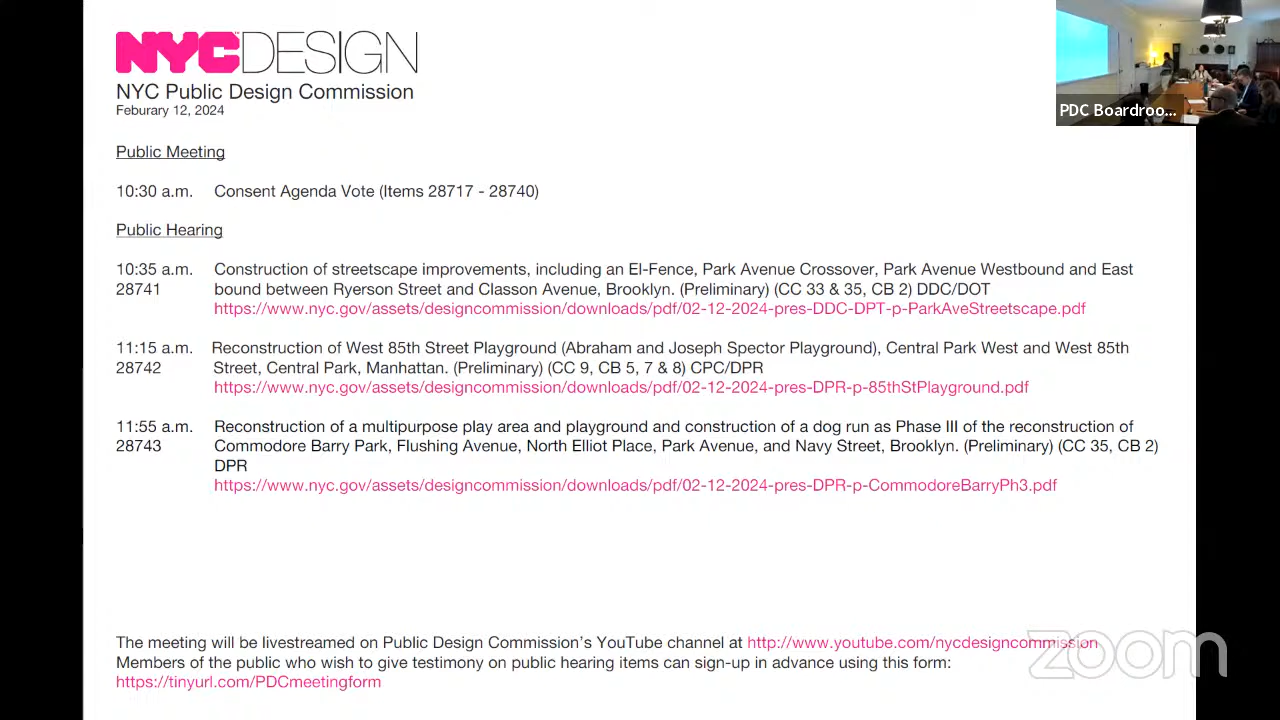 NYCDESIGN
NYC Public Design Commission
Feburary 12, 2024
PDC Boardroo...
Public Meeting
10:30 a.m. Consent Agenda Vote (Items 28717 - 28740)
Public Hearing
10:35 a.m. Construction of streetscape improvements, including an El-Fence, Park Avenue Crossover, Park Avenue Westbound and East
28741 bound between Ryerson Street and Classon Avenue, Brooklyn. (Preliminary) (CC 33 & 35, CB 2) DDC/DOT
https://www.nyc.gov/assets/designcommission/downloads/pdf/02-12-2024-pres-DDC-DPT-p-ParkAveStreetscape.pdf
11:15 a.m. Reconstruction of West 85th Street Playground (Abraham and Joseph Spector Playground), Central Park West and West 85th
28742 Street, Central Park, Manhattan. (Preliminary) (CC 9, CB 5, 7 & 8) CPC/DPR
https://www.nyc.gov/assets/designcommission/downloads/pdf/02-12-2024-pres-DPR-p-85thStPlayground.pdf
11:55 a.m. Reconstruction of a multipurpose play area and playground and construction of a dog run as Phase III of the reconstruction of
28743 Commodore Barry Park, Flushing Avenue, North Elliot Place, Park Avenue, and Navy Street, Brooklyn. (Preliminary) (CC 35, CB 2)
DPR
https://www.nyc.gov/assets/designcommission/downloads/pdf/02-12-2024-pres-DPR-p-CommodoreBarryPh3.pdf
The meeting will be livestreamed on Public Design Commission's YouTube channel at http://www.youtube.com/nycdesigncommission
Members of the public who wish to give testimony on public hearing items can sign-up in advance using this form:
https://tinyurl.com/PDCmeetingform
zoom